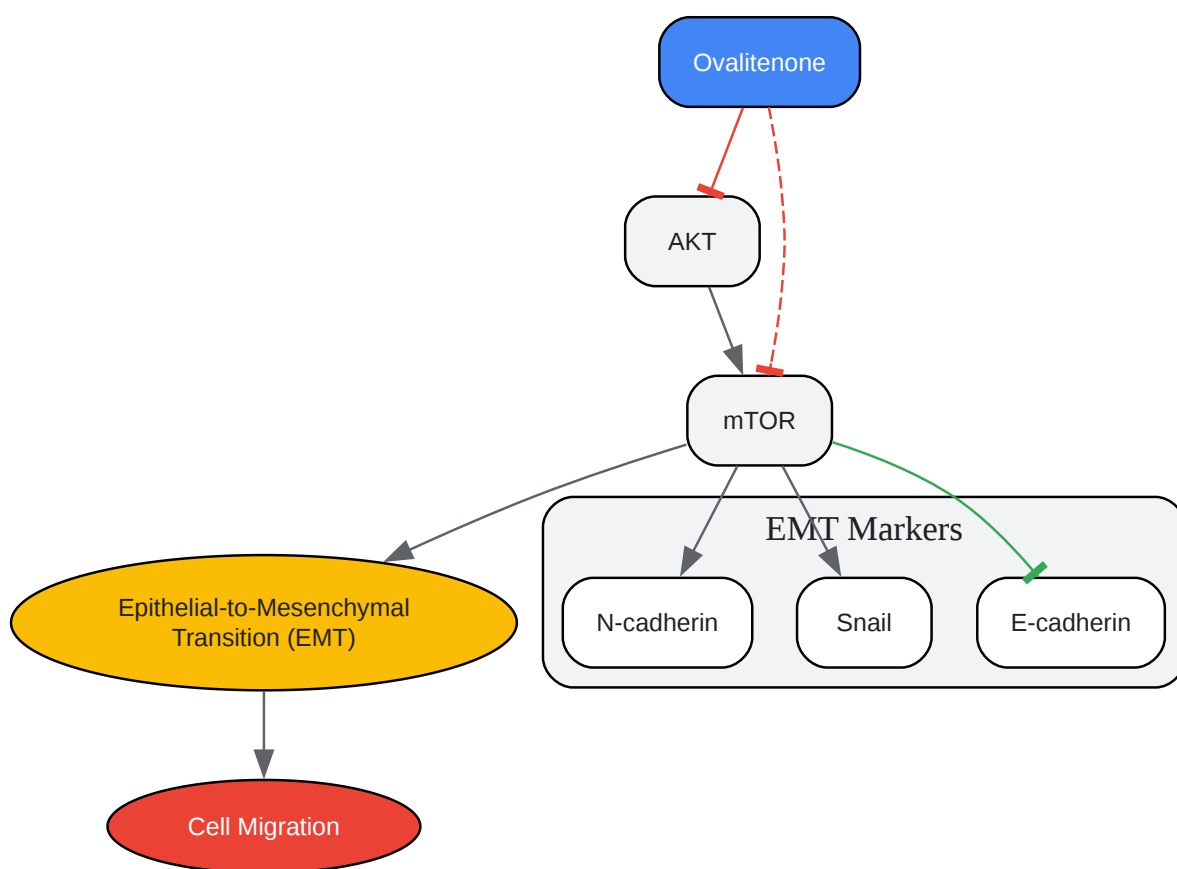 Ovalitenone
AKT
mTOR
EMT Markers
Epithelial-to-Mesenchymal
Transition (EMT)
N-cadherin
Snail
E-cadherin
Cell Migration